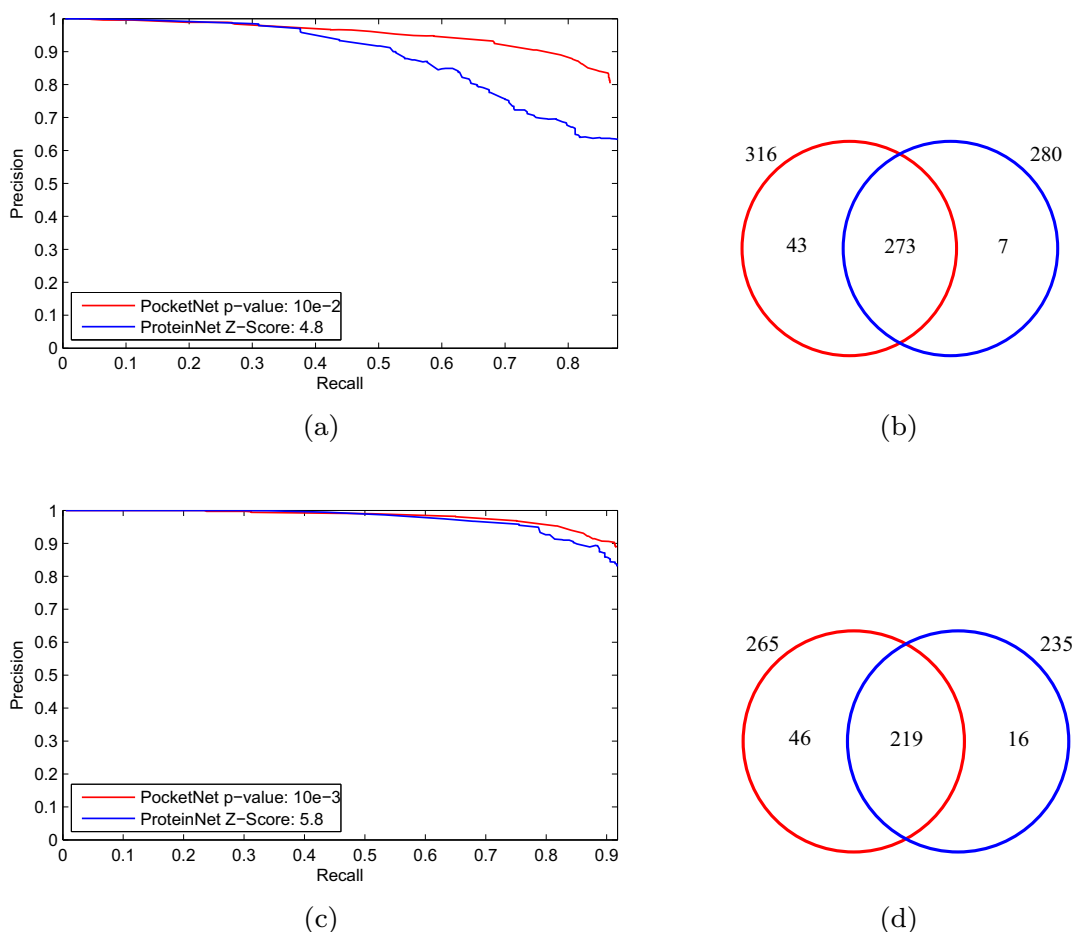 1
0.9
0.8
0.7
0.6
0.5
0.4
0.3
0.2
0.1
0
Precision
PocketNet p−value: 10e−2
ProteinNet Z−Score: 4.8
0 0.1 0.2 0.3 0.4 0.5 0.6 0.7 0.8
Recall
(a)
316 280
43 273 7
(b)
1
0.9
0.8
0.7
0.6
0.5
0.4
0.3
0.2
0.1
0
Precision
PocketNet p−value: 10e−3
ProteinNet Z−Score: 5.8
0 0.1 0.2 0.3 0.4 0.5 0.6 0.7 0.8 0.9
Recall
(c)
265 235
46 219 16
(d)